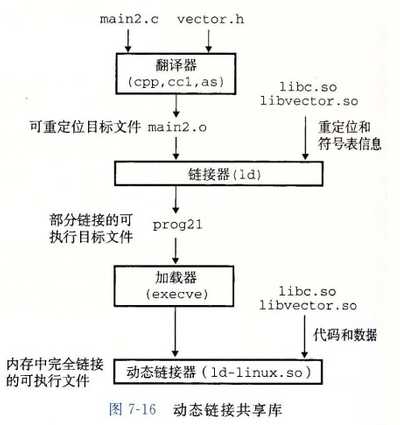 main2.c vector.h
翻译器
(cpp,cc1,as)
libc.so
libvector.so
可重定位目标文件 main2.o
重定位和
符号表信息
链接器(ld)
部分链接的可
执行目标文件
prog21
加载器
(execve)
libc.so
libvector.so
代码和数据
内存中完全链接
的可执行文件
动态链接器(ld-linux.so)
图 7-16 动态链接共享库